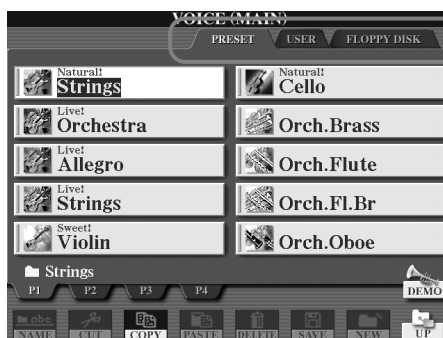 VOICE (MAIN)
PRESET
USER
FLOPPY DISK
Natural!
Strings
Live!
Orchestra
Live!
Allegro
Live!
Strings
Sweet!
Violin
Natural!
Cello
Orch.Brass
Orch.Flute
Orch.Fl.Br
Orch.Oboe
Strings
P1
P2
P3
P4
DEMO
abc
NAME
CUT
COPY
PASTE
DELETE
SAVE
NEW
UP